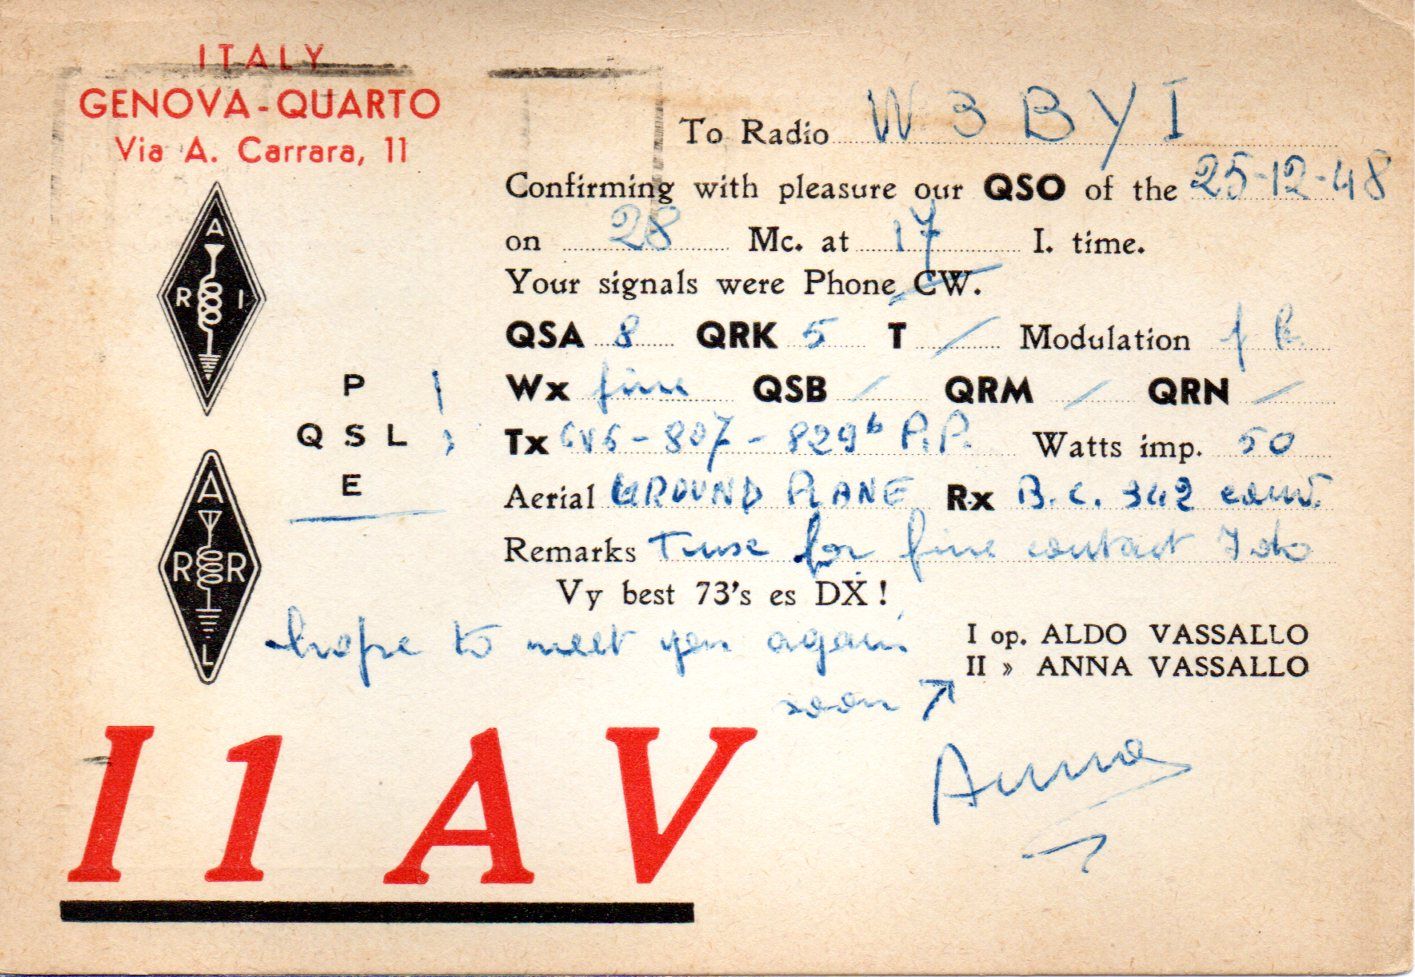 ITALY
GENOVA-QUARTO
Via A. Carrara, 11
To Radio W3BYI
Confirming with pleasure our QSO of the 25-12-48
on 28 Mc. at 17 I. time.
Your signals were Phone CW.
QSA 8 QRK 5 T / Modulation f b
Wx fine QSB / QRM / QRN /
Tx 6V6 - 807 - 829b P.P. Watts imp. 50
Aerial GROUND PLANE Rx B.C. 342
Remarks for fine contact I do
Vy best 73's es DX!
hope to meet you again
soon
I op. ALDO VASSALLO
II » ANNA VASSALLO
Anna
A
R I
P
QSL
E
A
R R
L
I1AV